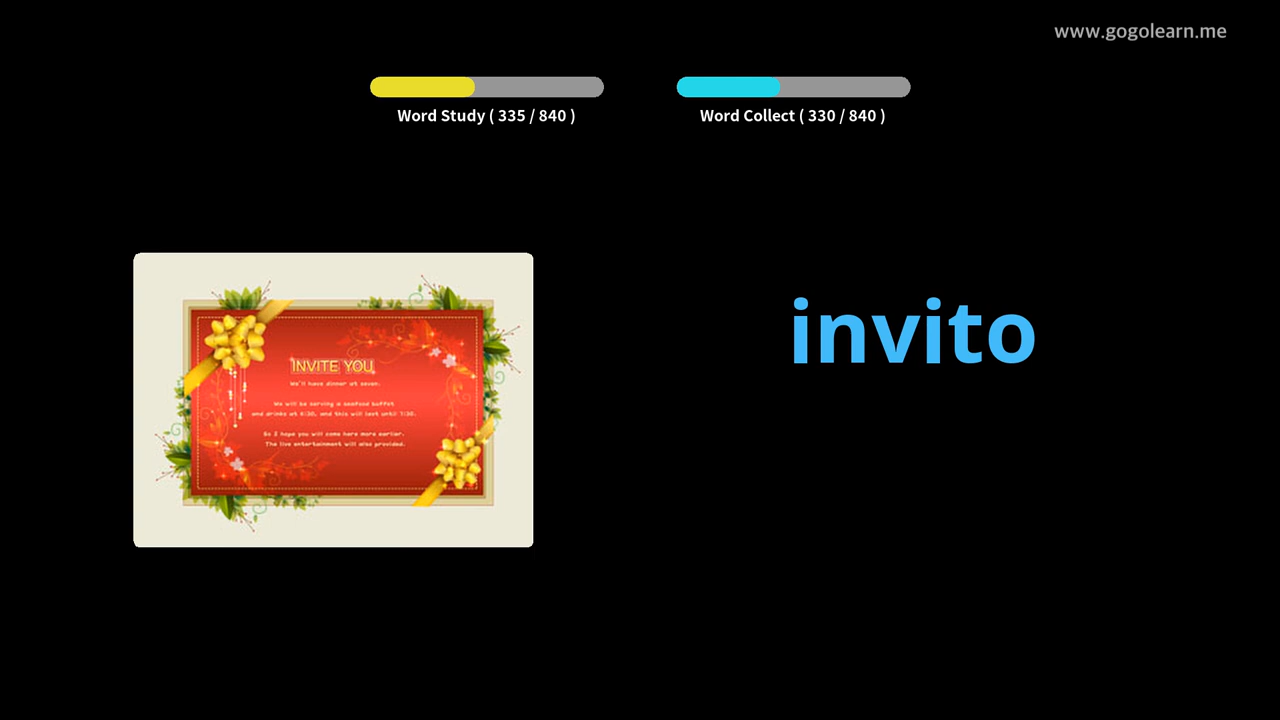 www.gogolearn.me
Word Study ( 335 / 840 )
Word Collect ( 330 / 840 )
invito
INVITE YOU
We'll have dinner at seven.
We will be serving a seafood buffet
and drinks at 6:30, and this will last until 7:30.
So I hope you will come here more earlier.
The live entertainment will also provided.